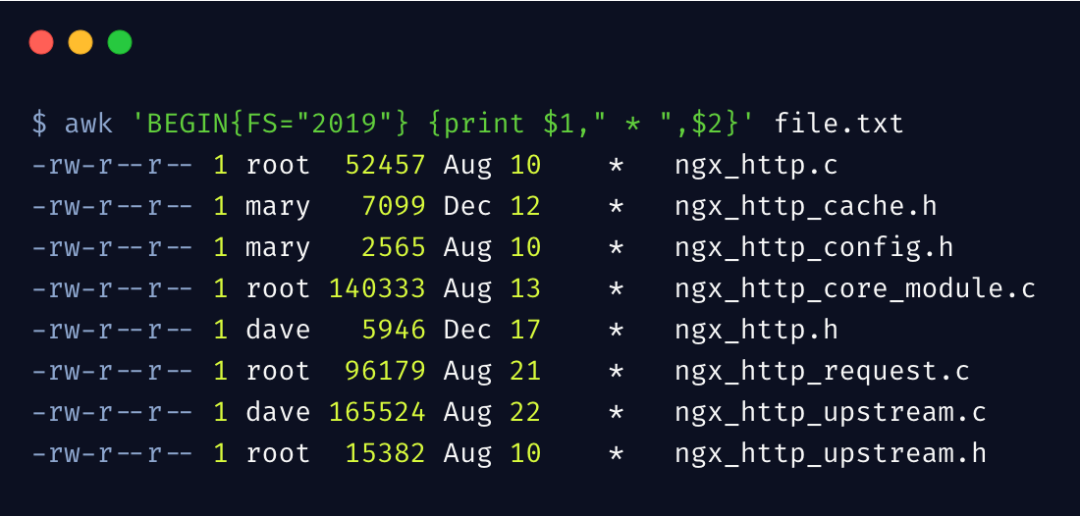 $ awk 'BEGIN{FS="2019"} {print $1," * ",$2}' file.txt
-rw-r--r-- 1 root  52457 Aug 10    *   ngx_http.c
-rw-r--r-- 1 mary   7099 Dec 12    *   ngx_http_cache.h
-rw-r--r-- 1 mary   2565 Aug 10    *   ngx_http_config.h
-rw-r--r-- 1 root 140333 Aug 13    *   ngx_http_core_module.c
-rw-r--r-- 1 dave   5946 Dec 17    *   ngx_http.h
-rw-r--r-- 1 root  96179 Aug 21    *   ngx_http_request.c
-rw-r--r-- 1 dave 165524 Aug 22    *   ngx_http_upstream.c
-rw-r--r-- 1 root  15382 Aug 10    *   ngx_http_upstream.h